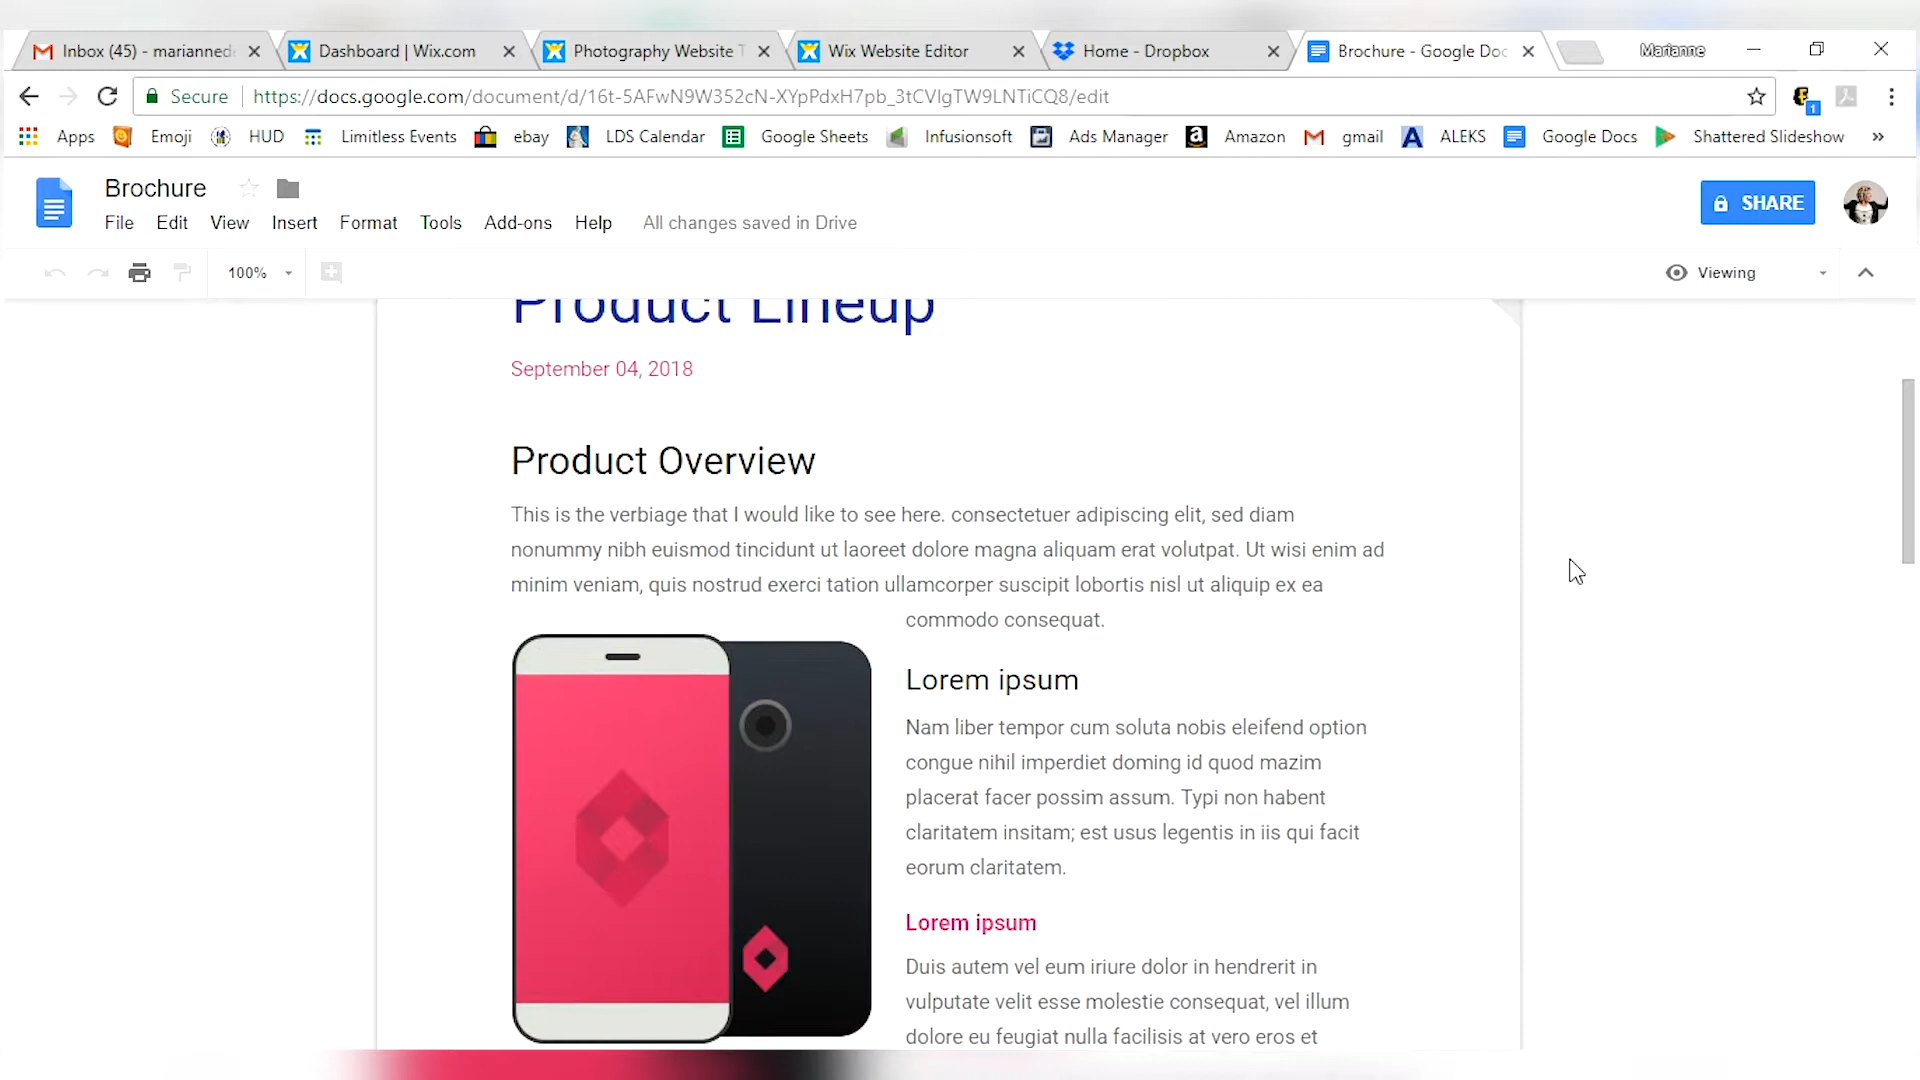 Inbox (45) - marianned
Dashboard | Wix.com
Photography Website T
Wix Website Editor
Home - Dropbox
Brochure - Google Doc
Marianne
Secure
https://docs.google.com/document/d/16t-5AFwN9W352cN-XYpPdxH7pb_3tCVlgTW9LNTiCQ8/edit
1
Apps Emoji HUD Limitless Events ebay LDS Calendar Google Sheets Infusionsoft Ads Manager Amazon gmail ALEKS Google Docs Shattered Slideshow »
Brochure
File Edit View Insert Format Tools Add-ons Help All changes saved in Drive
SHARE
100%
Viewing
Product Lineup
September 04, 2018
Product Overview
This is the verbiage that I would like to see here. consectetuer adipiscing elit, sed diam
nonummy nibh euismod tincidunt ut laoreet dolore magna aliquam erat volutpat. Ut wisi enim ad
minim veniam, quis nostrud exerci tation ullamcorper suscipit lobortis nisl ut aliquip ex ea
commodo consequat.
Lorem ipsum
Nam liber tempor cum soluta nobis eleifend option
congue nihil imperdiet doming id quod mazim
placerat facer possim assum. Typi non habent
claritatem insitam; est usus legentis in iis qui facit
eorum claritatem.
Lorem ipsum
Duis autem vel eum iriure dolor in hendrerit in
vulputate velit esse molestie consequat, vel illum
dolore eu feugiat nulla facilisis at vero eros et